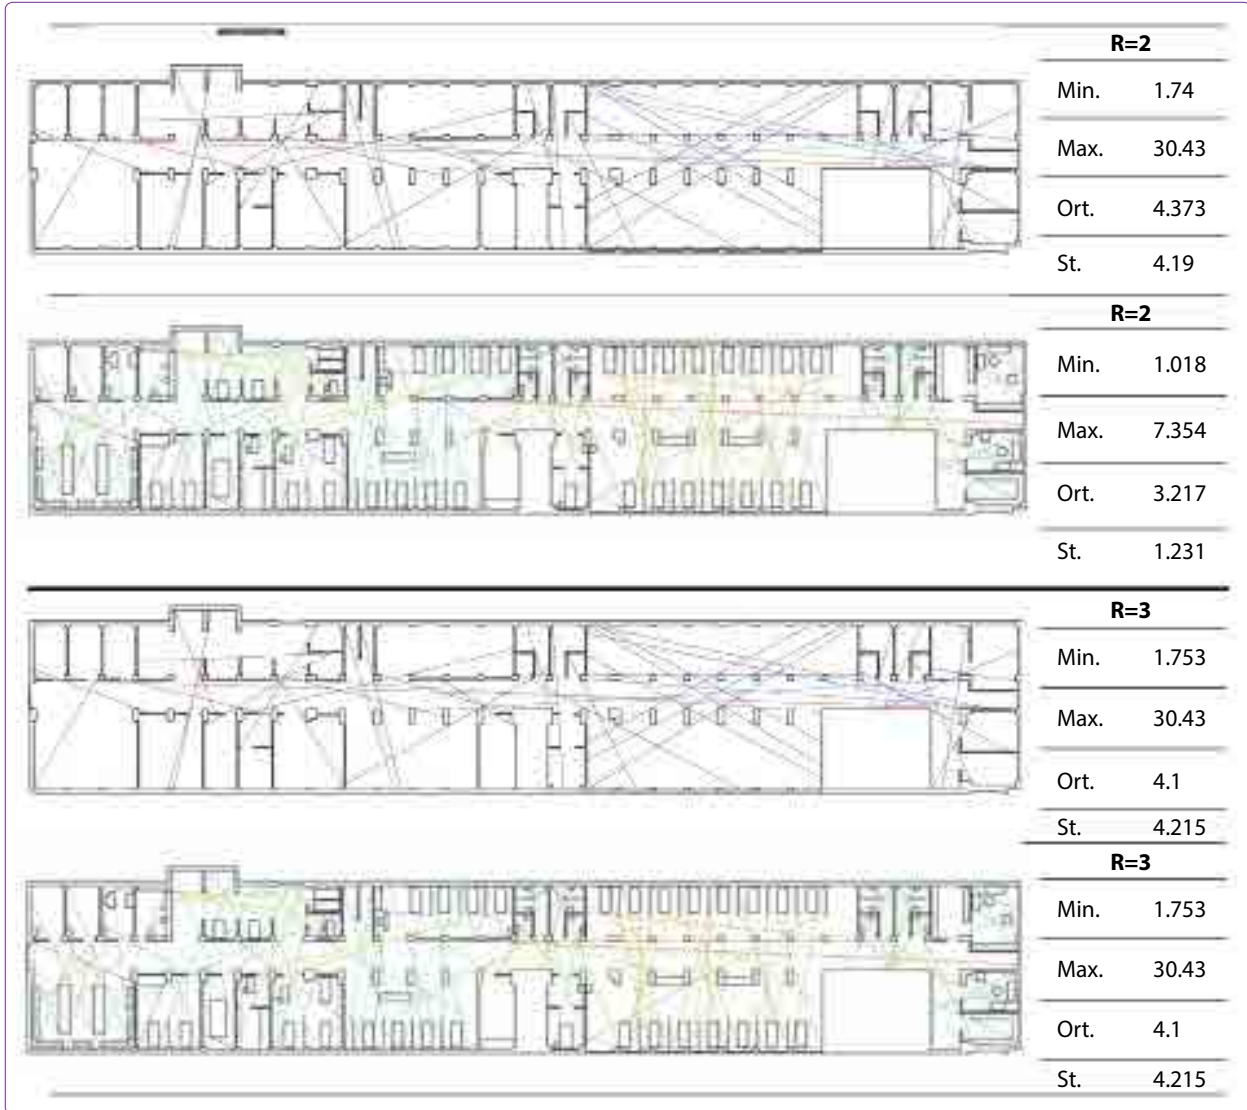 R=2
Min. 1.74
Max. 30.43
Ort. 4.373
St. 4.19
R=2
Min. 1.018
Max. 7.354
Ort. 3.217
St. 1.231
R=3
Min. 1.753
Max. 30.43
Ort. 4.1
St. 4.215
R=3
Min. 1.753
Max. 30.43
Ort. 4.1
St. 4.215